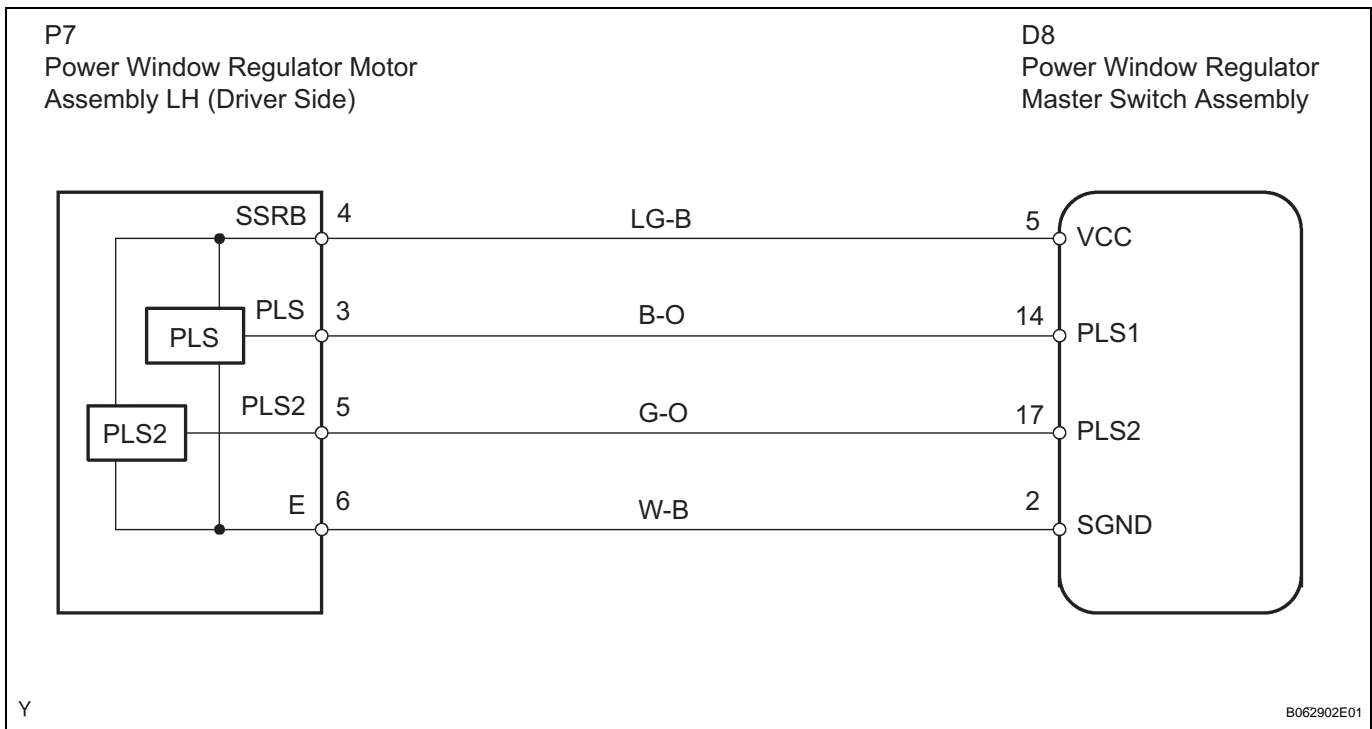 P7
Power Window Regulator Motor
Assembly LH (Driver Side)
D8
Power Window Regulator
Master Switch Assembly
SSRB 4 LG-B 5 VCC
PLS PLS 3 B-O 14 PLS1
PLS2 PLS2 5 G-O 17 PLS2
E 6 W-B 2 SGND
Y
B062902E01